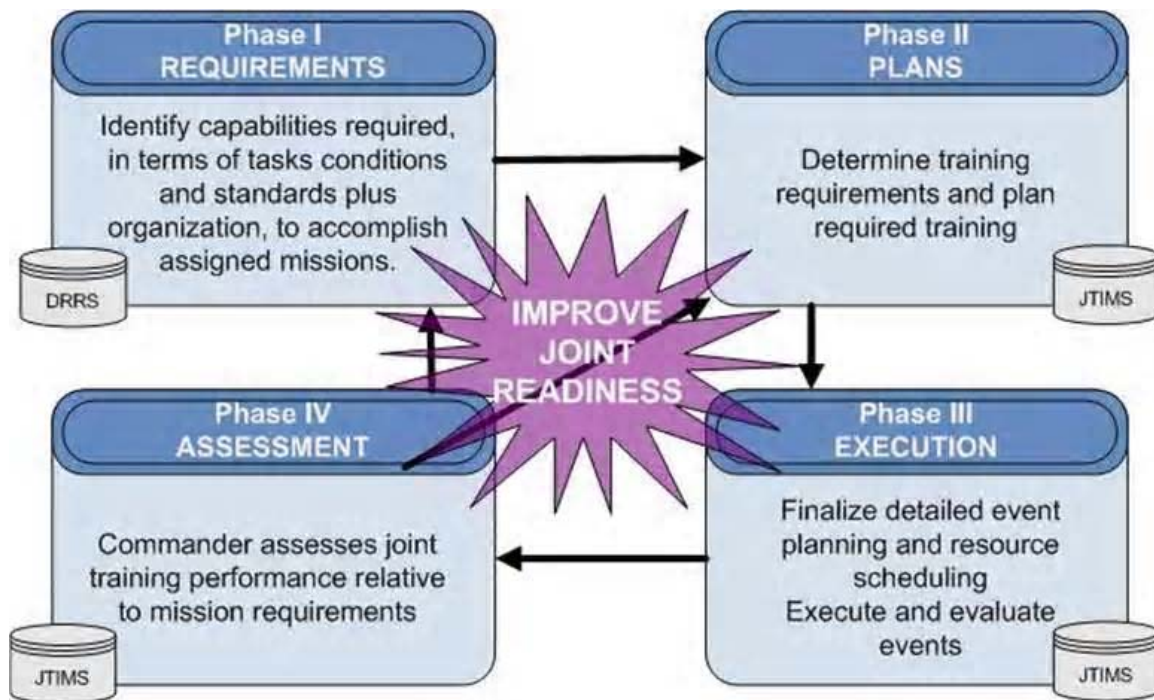 Phase I
REQUIREMENTS
Identify capabilities required,
in terms of tasks conditions
and standards plus
organization, to accomplish
assigned missions.
DRRS
Phase II
PLANS
Determine training
requirements and plan
required training
JTIMS
IMPROVE
JOINT
READINESS
Phase IV
ASSESSMENT
Commander assesses joint
training performance relative
to mission requirements
JTIMS
Phase III
EXECUTION
Finalize detailed event
planning and resource
scheduling
Execute and evaluate
events
JTIMS